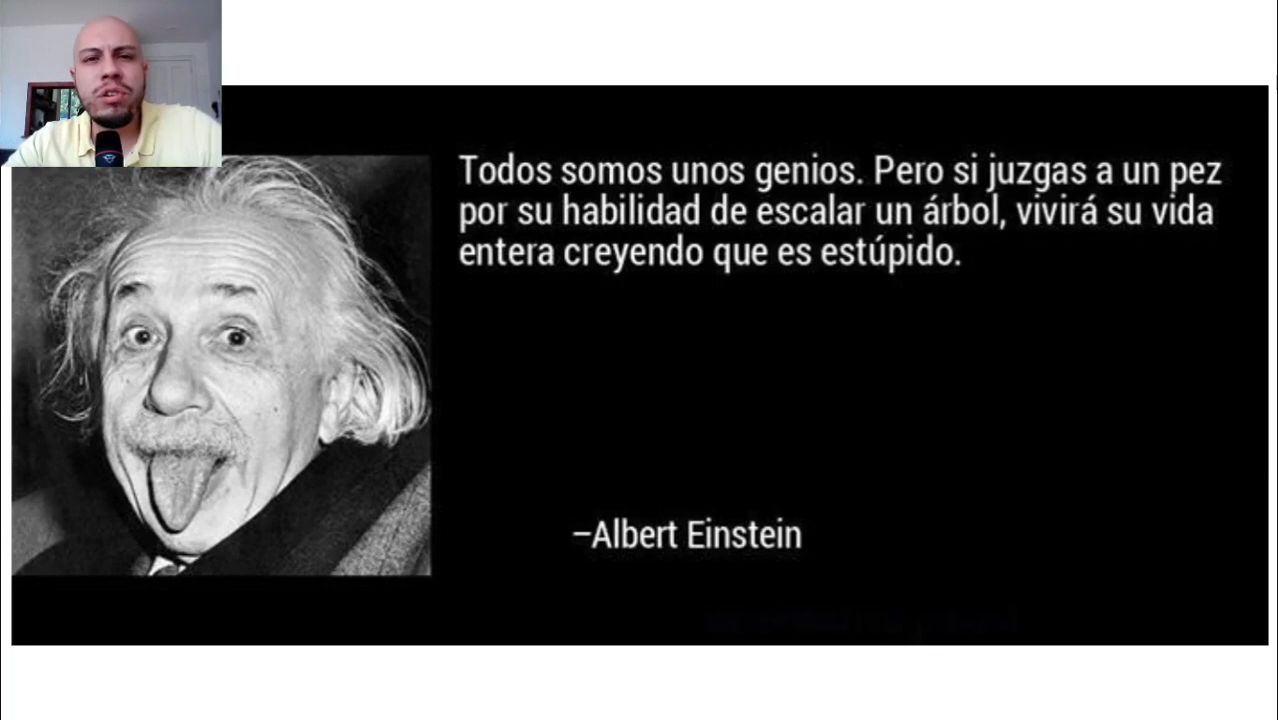 Todos somos unos genios. Pero si juzgas a un pez
por su habilidad de escalar un árbol, vivirá su vida
entera creyendo que es estúpido.
–Albert Einstein